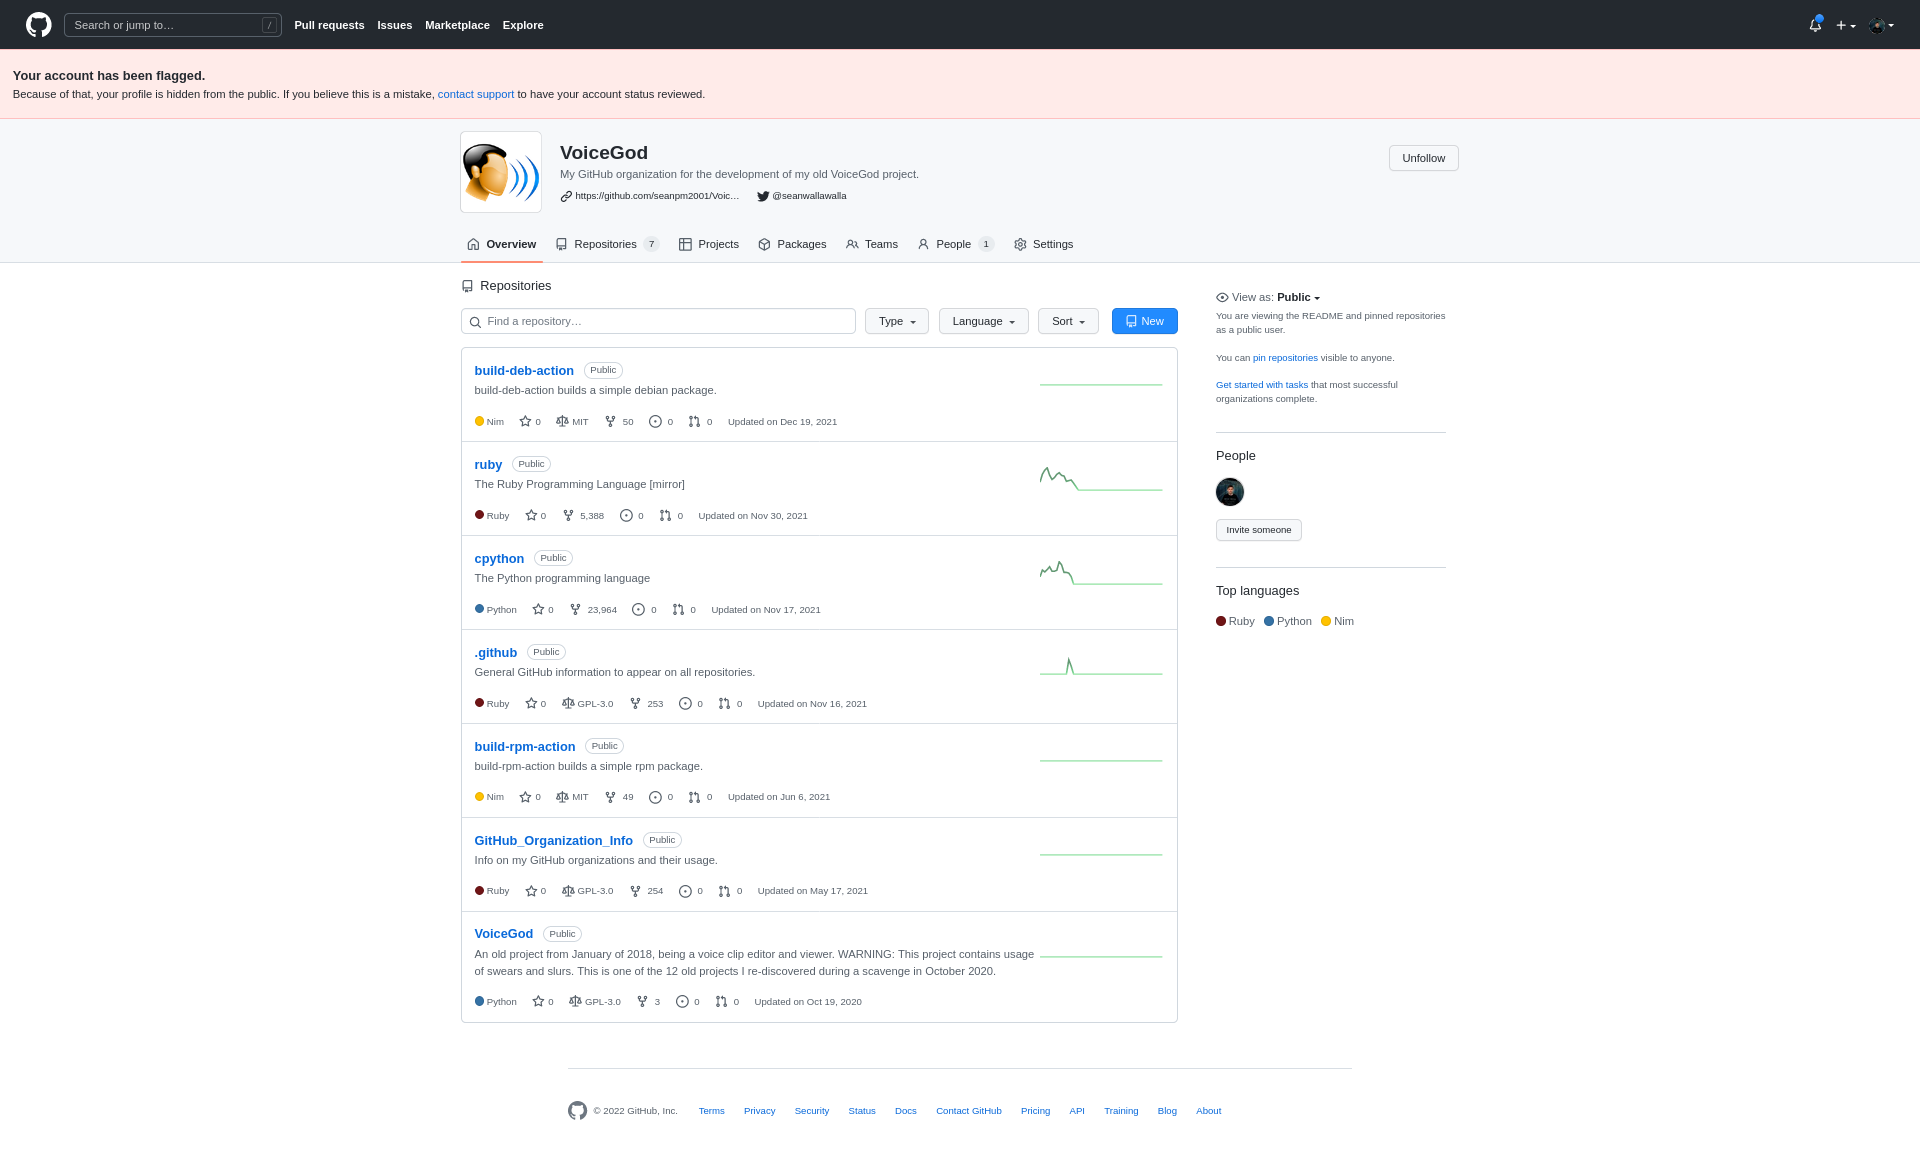 Search or jump to… /
Pull requests Issues Marketplace Explore
Your account has been flagged.
Because of that, your profile is hidden from the public. If you believe this is a mistake, contact support to have your account status reviewed.
VoiceGod
Unfollow
My GitHub organization for the development of my old VoiceGod project.
https://github.com/seanpm2001/Voic… @seanwallawalla
Overview Repositories 7 Projects Packages Teams People 1 Settings
Repositories
Find a repository… Type Language Sort New
build-deb-action Public
build-deb-action builds a simple debian package.
Nim 0 MIT 50 0 0 Updated on Dec 19, 2021
ruby Public
The Ruby Programming Language [mirror]
Ruby 0 5,388 0 0 Updated on Nov 30, 2021
cpython Public
The Python programming language
Python 0 23,964 0 0 Updated on Nov 17, 2021
.github Public
General GitHub information to appear on all repositories.
Ruby 0 GPL-3.0 253 0 0 Updated on Nov 16, 2021
build-rpm-action Public
build-rpm-action builds a simple rpm package.
Nim 0 MIT 49 0 0 Updated on Jun 6, 2021
GitHub_Organization_Info Public
Info on my GitHub organizations and their usage.
Ruby 0 GPL-3.0 254 0 0 Updated on May 17, 2021
VoiceGod Public
An old project from January of 2018, being a voice clip editor and viewer. WARNING: This project contains usage
of swears and slurs. This is one of the 12 old projects I re-discovered during a scavenge in October 2020.
Python 0 GPL-3.0 3 0 0 Updated on Oct 19, 2020
View as: Public
You are viewing the README and pinned repositories
as a public user.
You can pin repositories visible to anyone.
Get started with tasks that most successful
organizations complete.
People
Invite someone
Top languages
Ruby Python Nim
© 2022 GitHub, Inc. Terms Privacy Security Status Docs Contact GitHub Pricing API Training Blog About